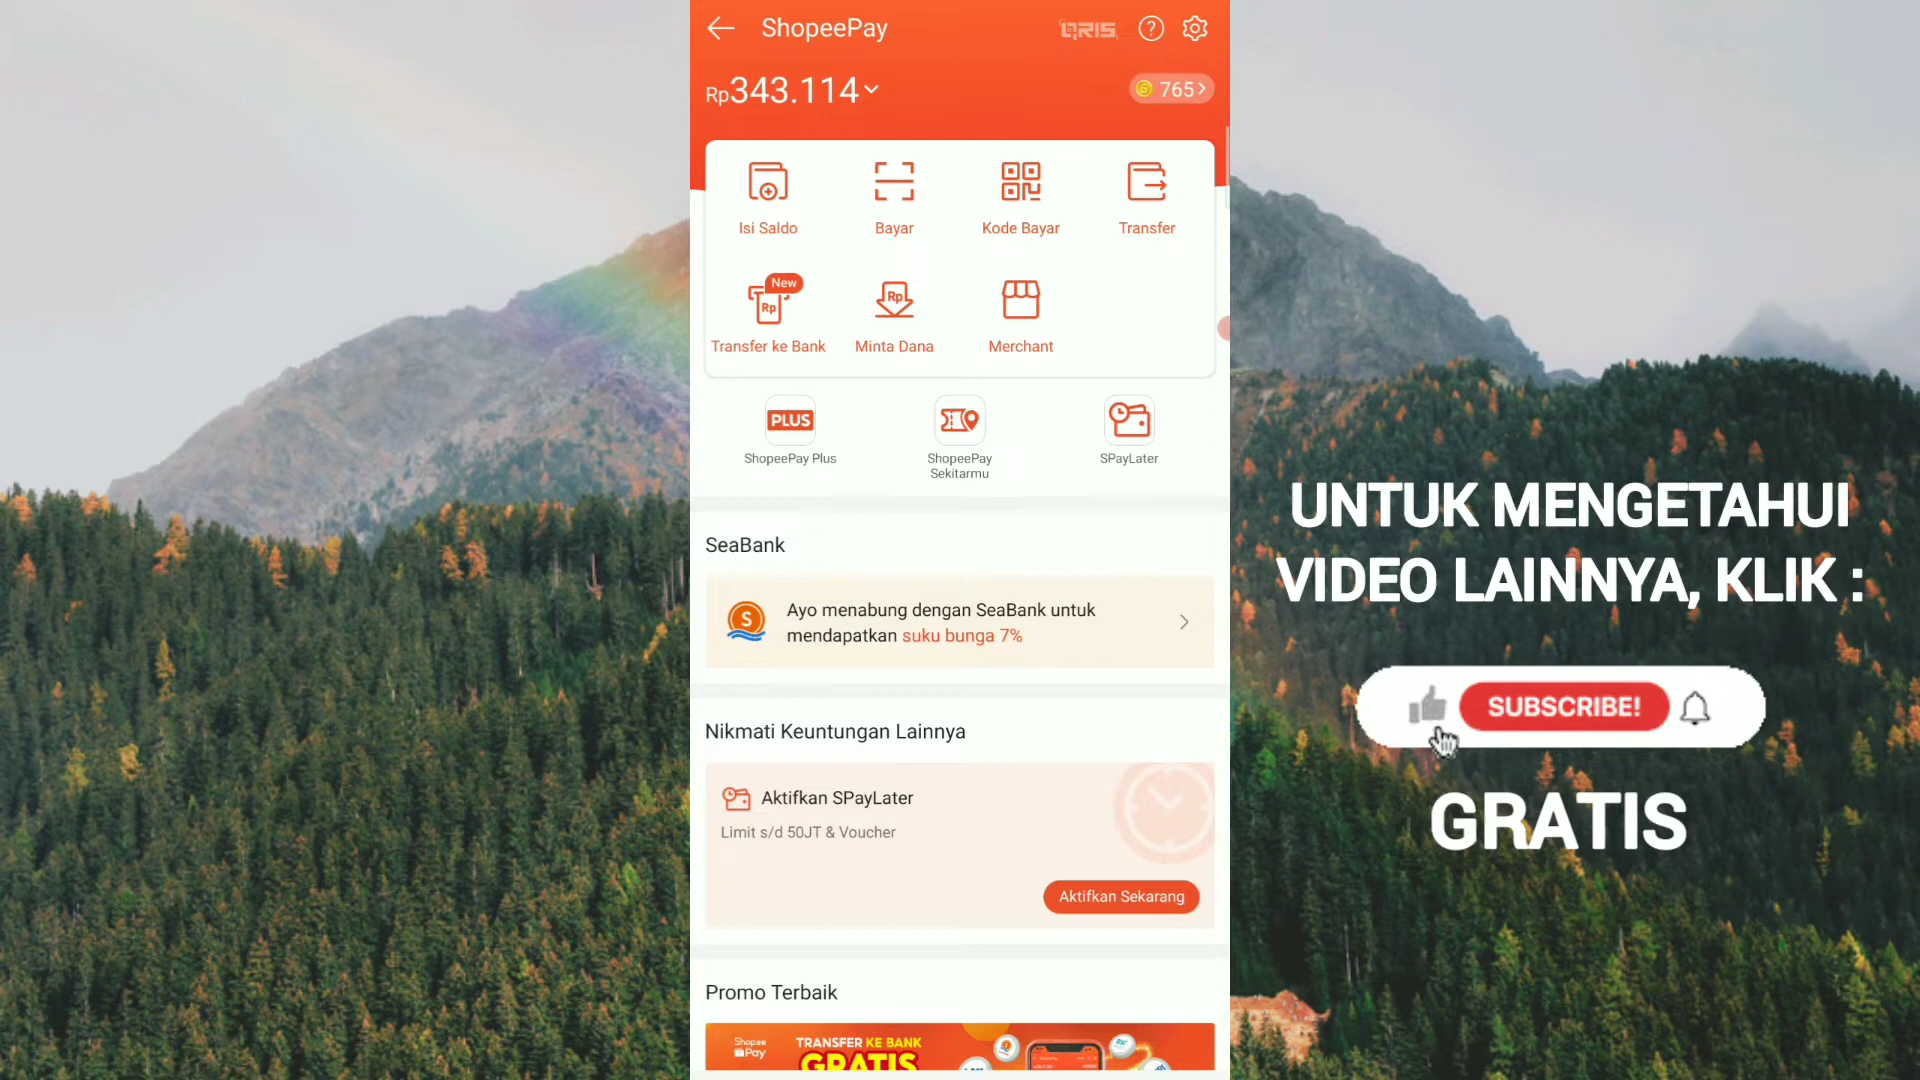 ShopeePay
QRIS
Rp343.114
765
Isi Saldo
Bayar
Kode Bayar
Transfer
New
Rp
Rp
Transfer ke Bank
Minta Dana
Merchant
PLUS
ShopeePay Plus
ShopeePay
Sekitarmu
SPayLater
SeaBank
S
Ayo menabung dengan SeaBank untuk
mendapatkan suku bunga 7%
Nikmati Keuntungan Lainnya
Aktifkan SPayLater
Limit s/d 50JT & Voucher
Aktifkan Sekarang
Promo Terbaik
Shopee
Pay
TRANSFER KE BANK
GRATIS
UNTUK MENGETAHUI
VIDEO LAINNYA, KLIK :
SUBSCRIBE!
GRATIS